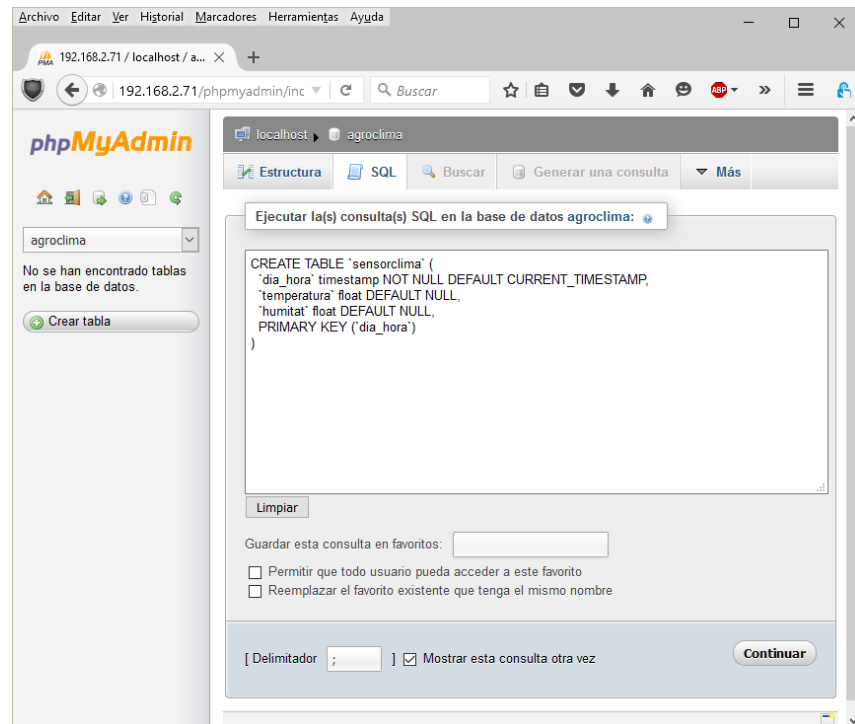 Archivo Editar Ver Historial Marcadores Herramientas Ayuda
PMA 192.168.2.71 / localhost / a...
192.168.2.71/phpmyadmin/inc
Buscar
ABP
phpMyAdmin
localhost agroclima
Estructura SQL Buscar Generar una consulta Más
agroclima
No se han encontrado tablas
en la base de datos.
Crear tabla
Ejecutar la(s) consulta(s) SQL en la base de datos agroclima:
CREATE TABLE `sensorclima` (
`dia_hora` timestamp NOT NULL DEFAULT CURRENT_TIMESTAMP,
`temperatura` float DEFAULT NULL,
`humitat` float DEFAULT NULL,
PRIMARY KEY (`dia_hora`)
)
Limpiar
Guardar esta consulta en favoritos:
Permitir que todo usuario pueda acceder a este favorito
Reemplazar el favorito existente que tenga el mismo nombre
[ Delimitador ; ] Mostrar esta consulta otra vez
Continuar